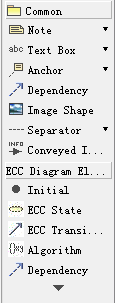 Common
Note
abc Text Box
Anchor
Dependency
Image Shape
Separator
INFO Conveyed I...
ECC Diagram El...
Initial
ECC State
ECC Transi...
Algorithm
Dependency